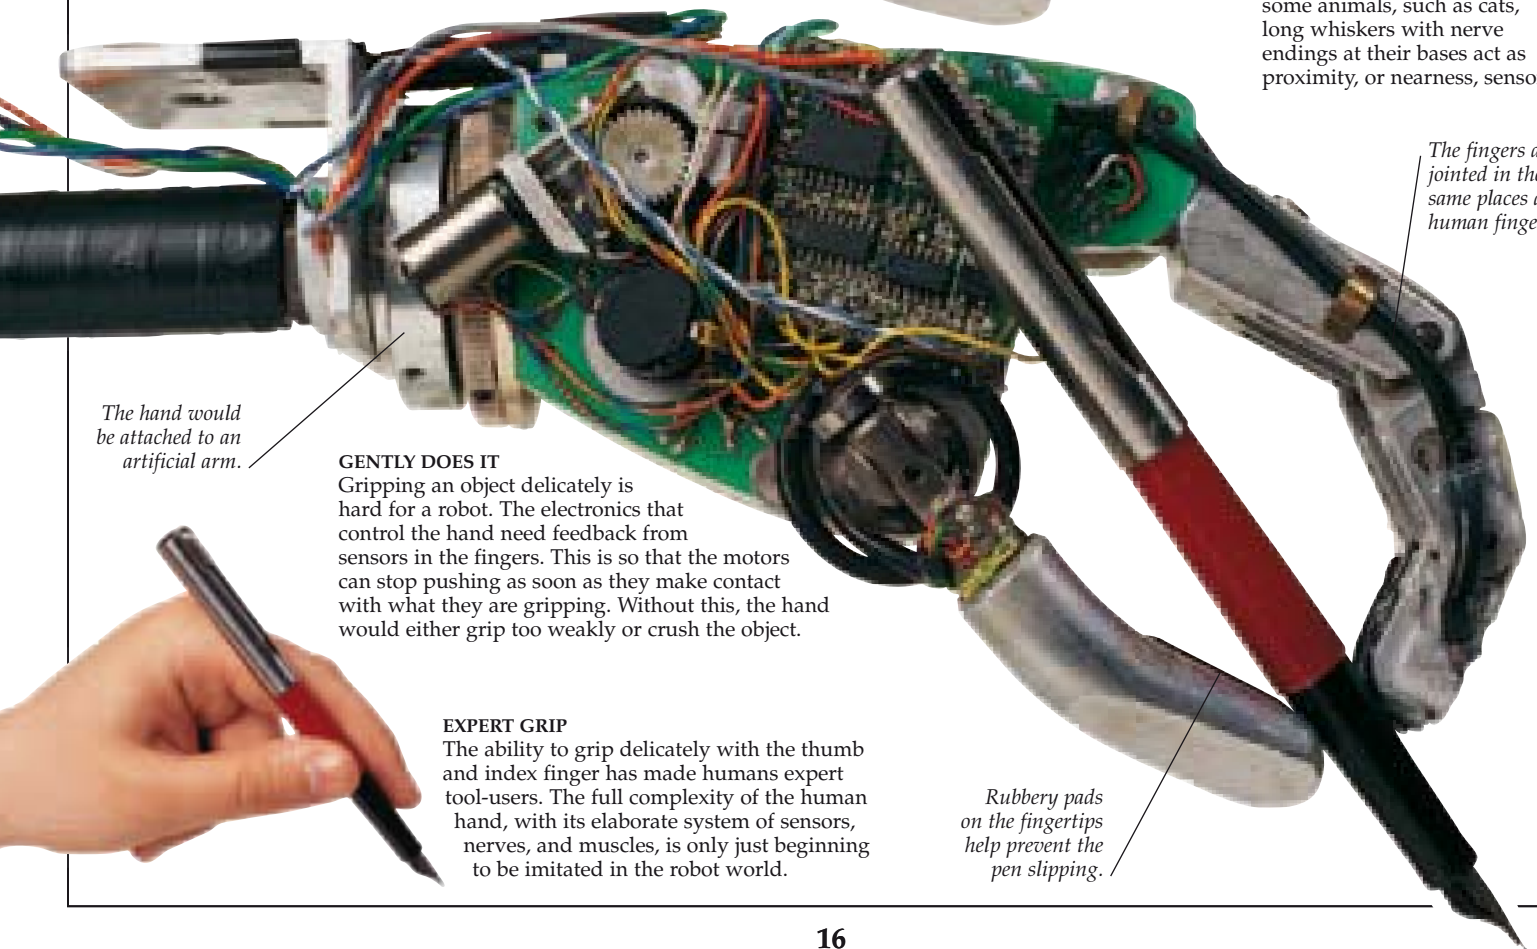 some animals, such as cats,
long whiskers with nerve
endings at their bases act as
proximity, or nearness,
The fingers
jointed in
same places
human
The hand would
be attached to an
artificial arm.
GENTLY DOES IT
Gripping an object delicately is
hard for a robot. The electronics that
control the hand need feedback from
sensors in the fingers. This is so that the motors
can stop pushing as soon as they make contact
with what they are gripping. Without this, the hand
would either grip too weakly or crush the object.
EXPERT GRIP
The ability to grip delicately with the thumb
and index finger has made humans expert
tool-users. The full complexity of the human
hand, with its elaborate system of sensors,
nerves, and muscles, is only just beginning
to be imitated in the robot world.
Rubbery pads
on the fingertips
help prevent the
pen slipping.
16